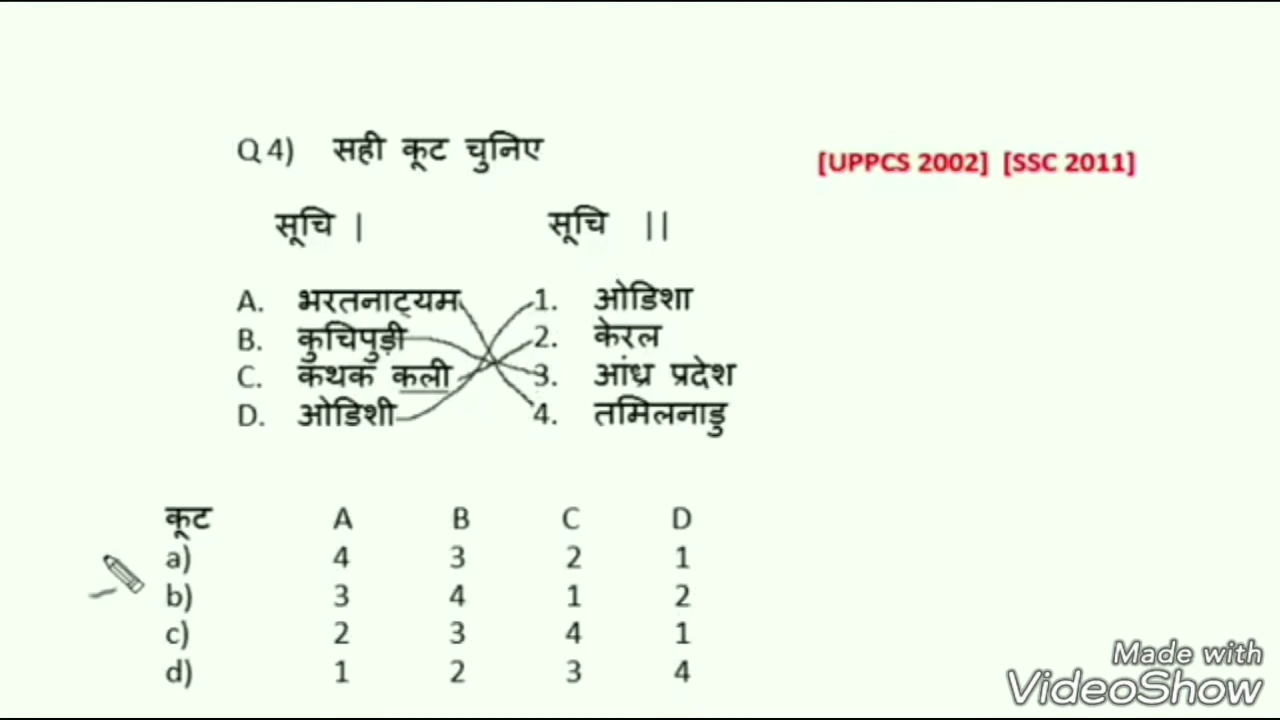 Q 4) सही कूट चुनिए [UPPCS 2002] [SSC 2011]
सूचि | सूचि ||
A. भरतनाट्यम 1. ओडिशा
B. कुचिपुड़ी 2. केरल
C. कथक कली 3. आंध्र प्रदेश
D. ओडिशी 4. तमिलनाडु
कूट A B C D
a) 4 3 2 1
b) 3 4 1 2
c) 2 3 4 1
d) 1 2 3 4
Made with
VideoShow